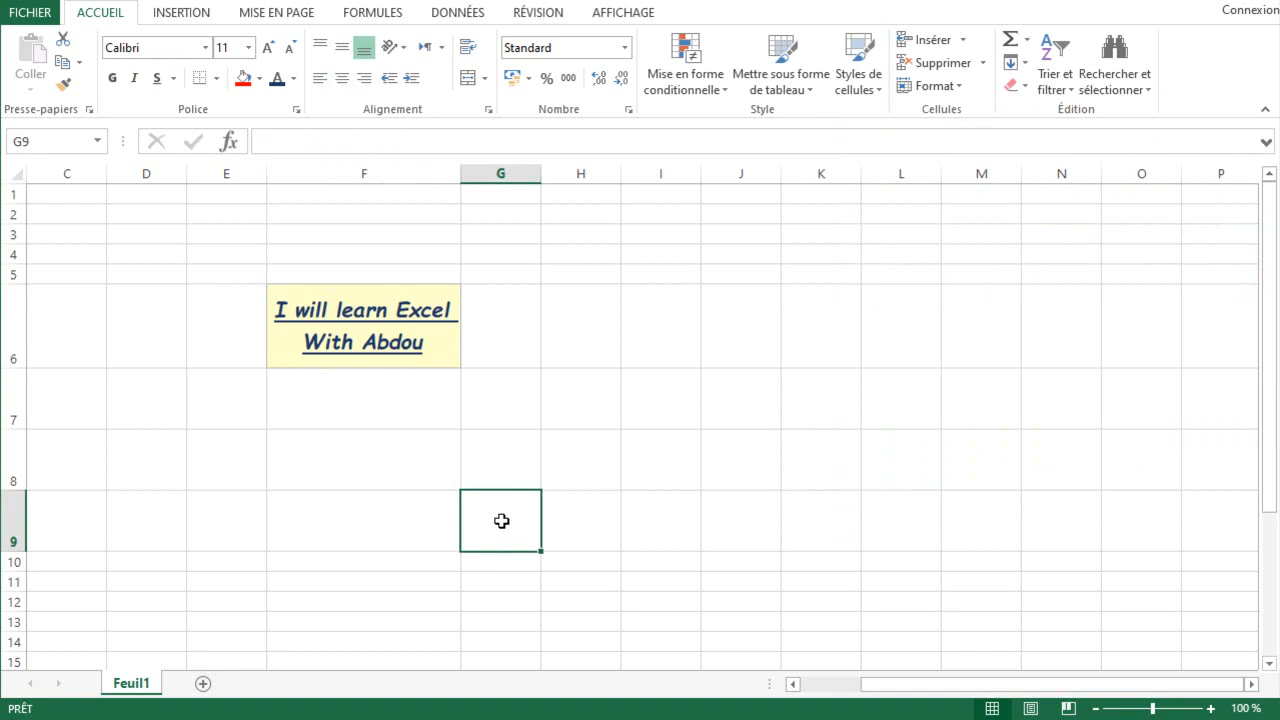 FICHIER ACCUEIL INSERTION MISE EN PAGE FORMULES DONNÉES RÉVISION AFFICHAGE Connexion
Coller
Presse-papiers
Calibri 11
G I S A
Police
Alignement
Standard
% 000 ,00 ,0
Nombre
Mise en forme conditionnelle
Mettre sous forme de tableau
Styles de cellules
Style
Insérer
Supprimer
Format
Cellules
Σ
Trier et filtrer
Rechercher et sélectionner
Édition
G9 fx
C D E F G H I J K L M N O P
1
2
3
4
5
I will learn Excel
With Abdou
6
7
8
9
10
11
12
13
14
15
Feuil1
PRÊT 100 %